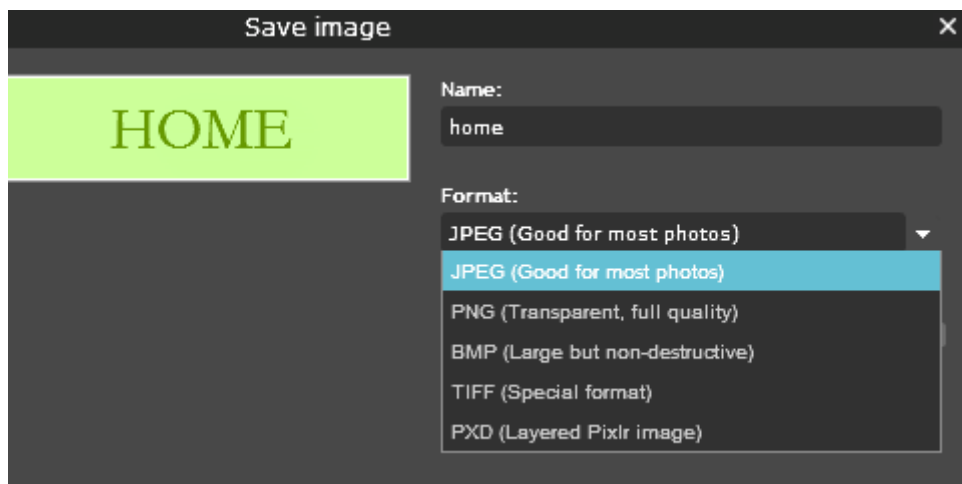 Save image
HOME
Name:
home
Format:
JPEG (Good for most photos)
JPEG (Good for most photos)
PNG (Transparent, full quality)
BMP (Large but non-destructive)
TIFF (Special format)
PXD (Layered Pixlr image)